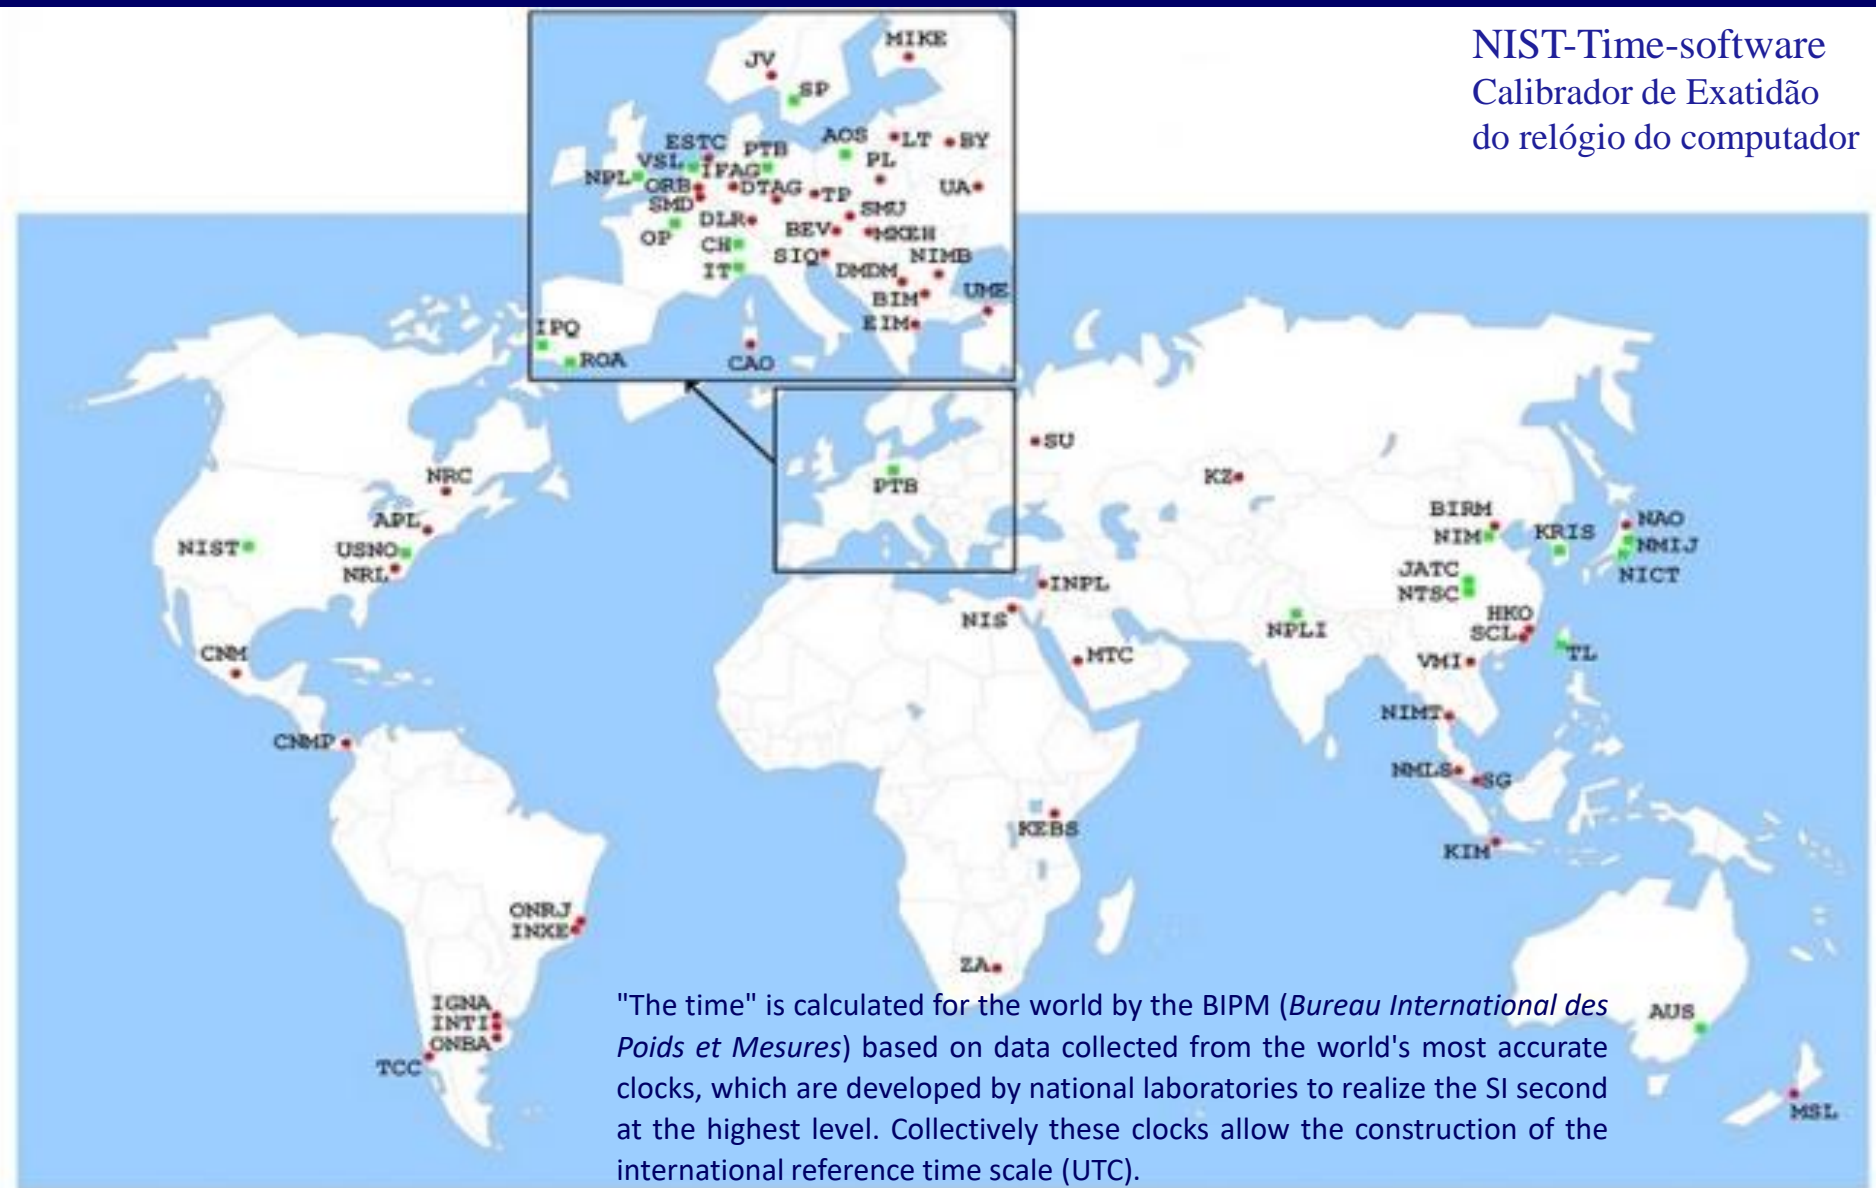 NIST-Time-software
Calibrador de Exatidão
do relógio do computador
MIKE
JV
SP
ESTC
PTB
AOS
LT
BY
VSL
IFAG
PL
NPL
ORB
DTAG
TP
UA
SMD
SMU
OP
DLR
BEV
MKEH
CH
SIQ
NIMB
IT
DMDM
BIM
UME
EIM
IPQ
ROA
CAO
SU
NRC
PTB
KZ
APL
BIRM
NAO
NIST
USNO
NIM
KRIS
NMIJ
NRL
JATC
NICT
INPL
NTSC
NIS
NPLI
HKO
SCL
CNM
MTC
VMI
TL
CNMP
NIMT
NMLS
SG
KEBS
KIM
ONRJ
INXE
ZA
IGNA
INTI
ONBA
TCC
AUS
MSL
"The time" is calculated for the world by the BIPM (Bureau International des
Poids et Mesures) based on data collected from the world's most accurate
clocks, which are developed by national laboratories to realize the SI second
at the highest level. Collectively these clocks allow the construction of the
international reference time scale (UTC).